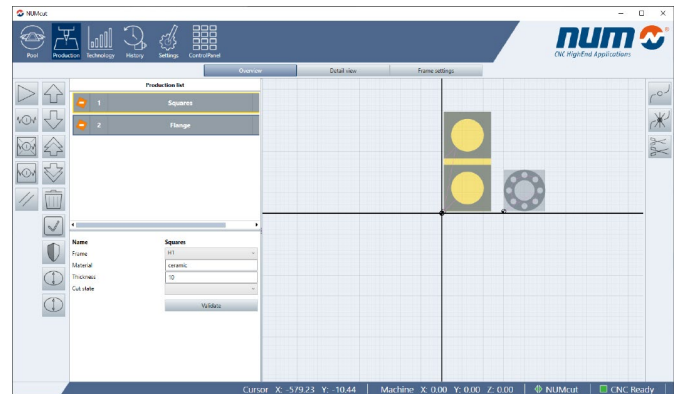 NUMcut
Pool
Production
Technology
History
Settings
ControlPanel
num
CNC HighEnd Applications
Overview
Detail view
Frame settings
Production list
1 Squares
2 Flange
Name Squares
Frame H1
Material ceramic
Thickness 10
Cut state
Validate
Cursor X: -579.23 Y: -10.44 Machine X: 0.00 Y: 0.00 Z: 0.00 NUMcut CNC Ready